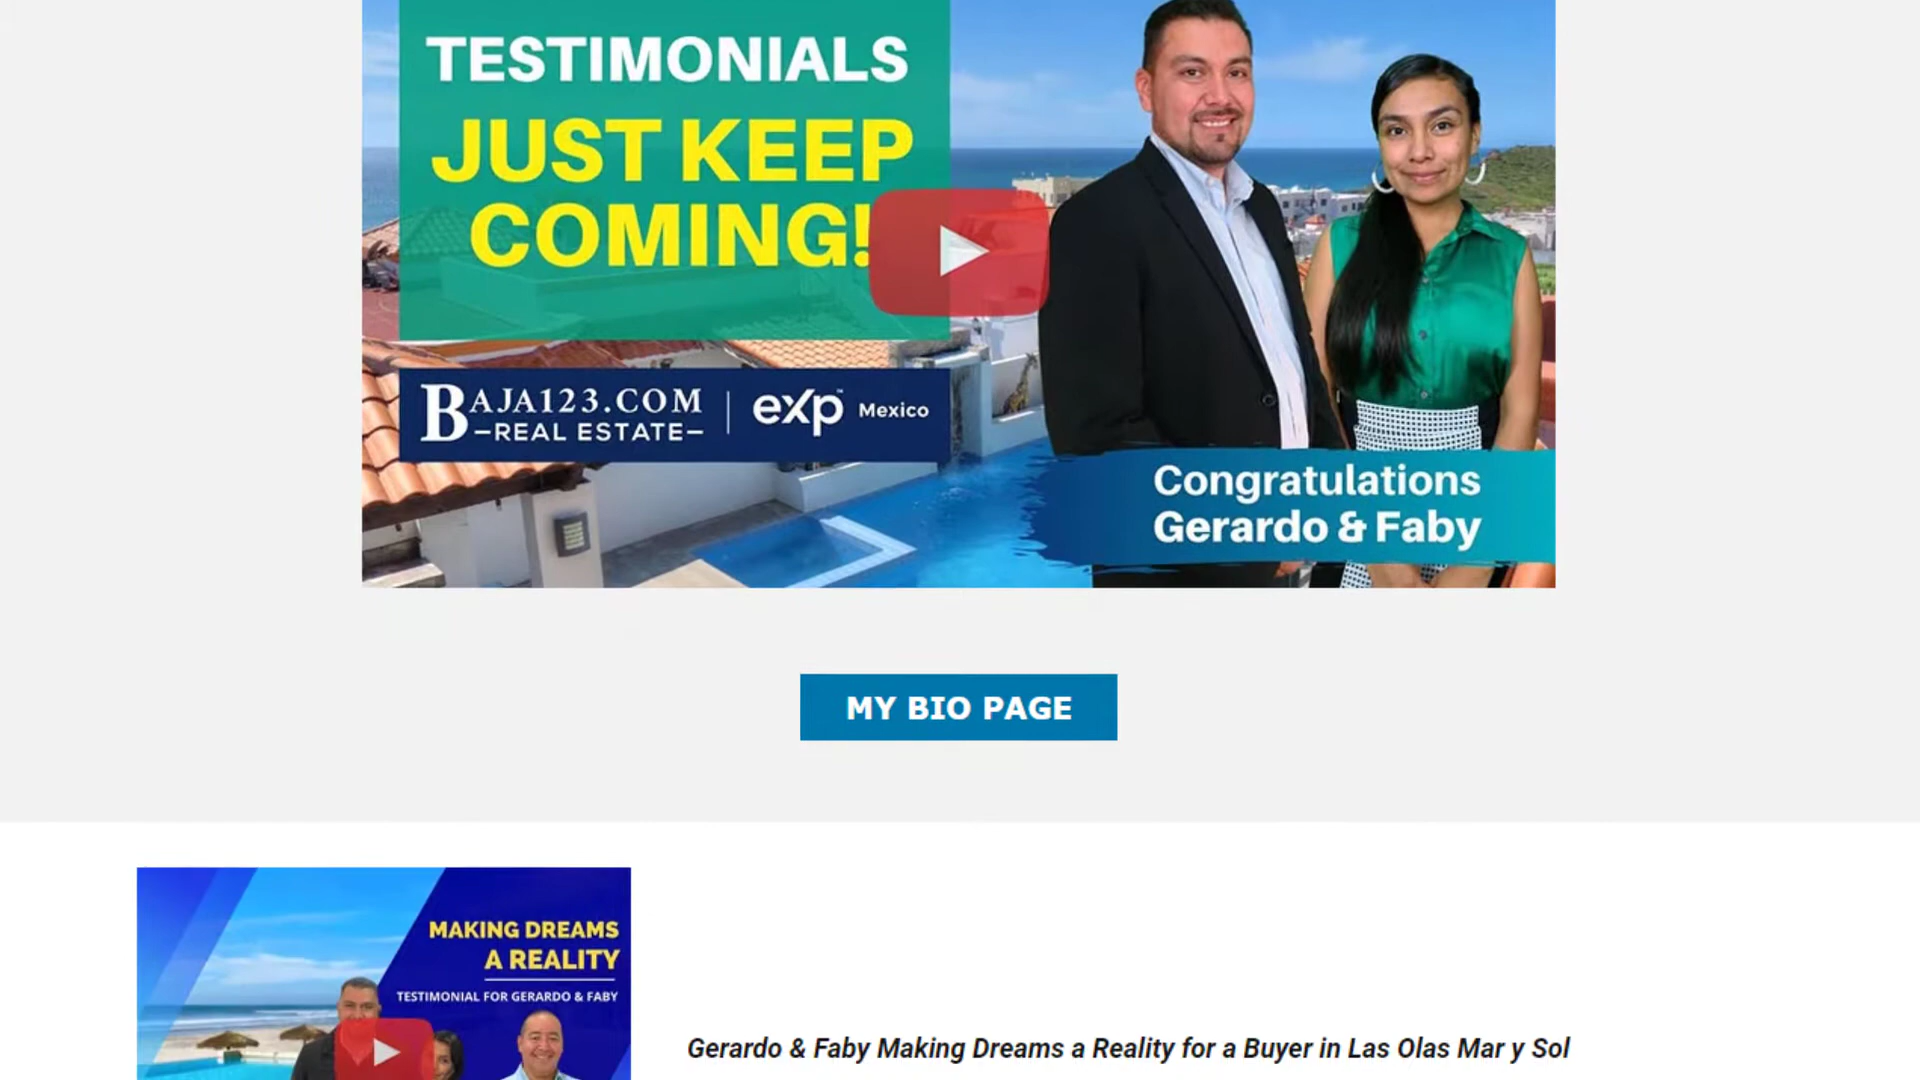 TESTIMONIALS
JUST KEEP
COMING!
BAJA123.COM
–REAL ESTATE–
eXp™ Mexico
Congratulations
Gerardo & Faby
MY BIO PAGE
MAKING DREAMS
A REALITY
TESTIMONIAL FOR GERARDO & FABY
Gerardo & Faby Making Dreams a Reality for a Buyer in Las Olas Mar y Sol